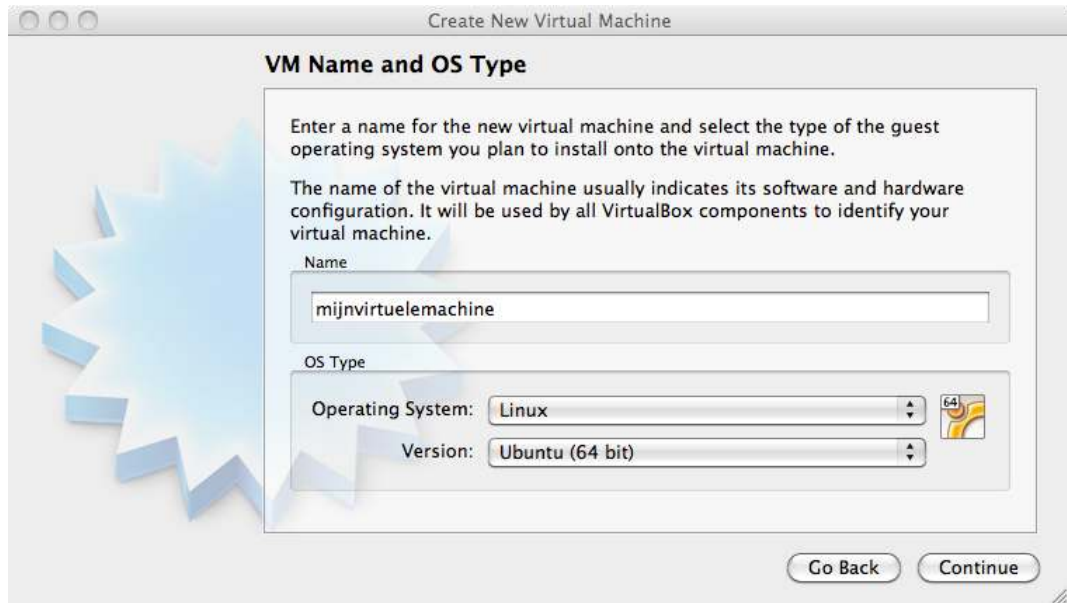 Create New Virtual Machine
VM Name and OS Type
Enter a name for the new virtual machine and select the type of the guest
operating system you plan to install onto the virtual machine.
The name of the virtual machine usually indicates its software and hardware
configuration. It will be used by all VirtualBox components to identify your
virtual machine.
Name
mijnvirtuelemachine
OS Type
Operating System: Linux
64
Version: Ubuntu (64 bit)
Go Back Continue